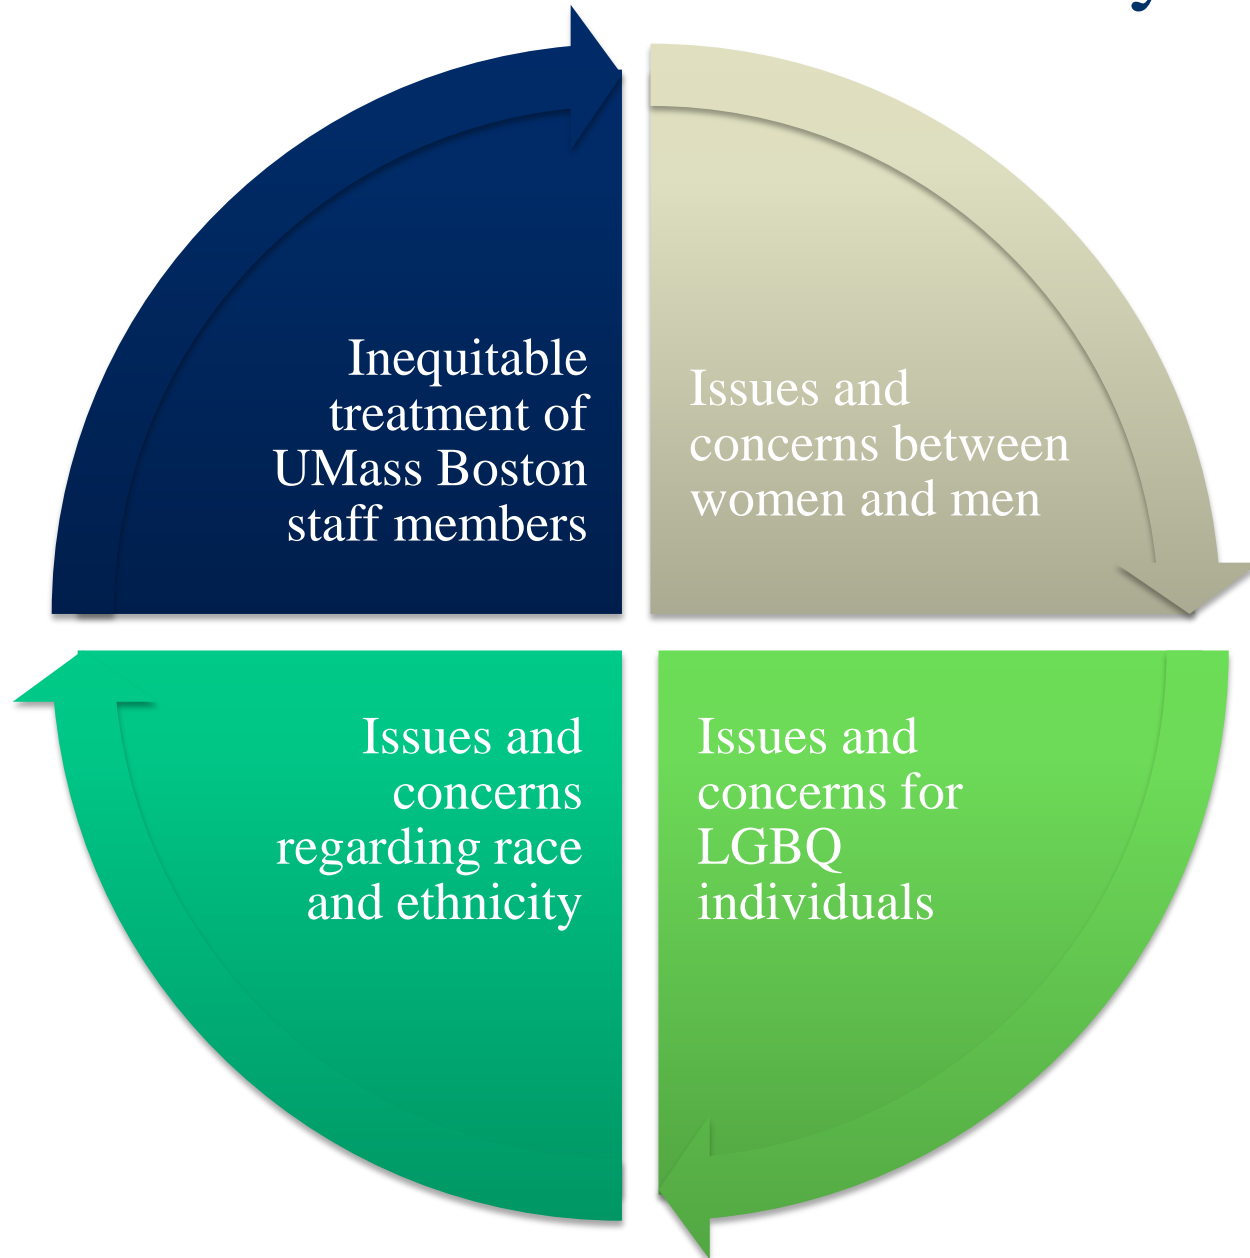 Inequitable
treatment of
UMass Boston
staff members
Issues and
concerns between
women and men
Issues and
concerns
regarding race
and ethnicity
Issues and
concerns for
LGBQ
individuals